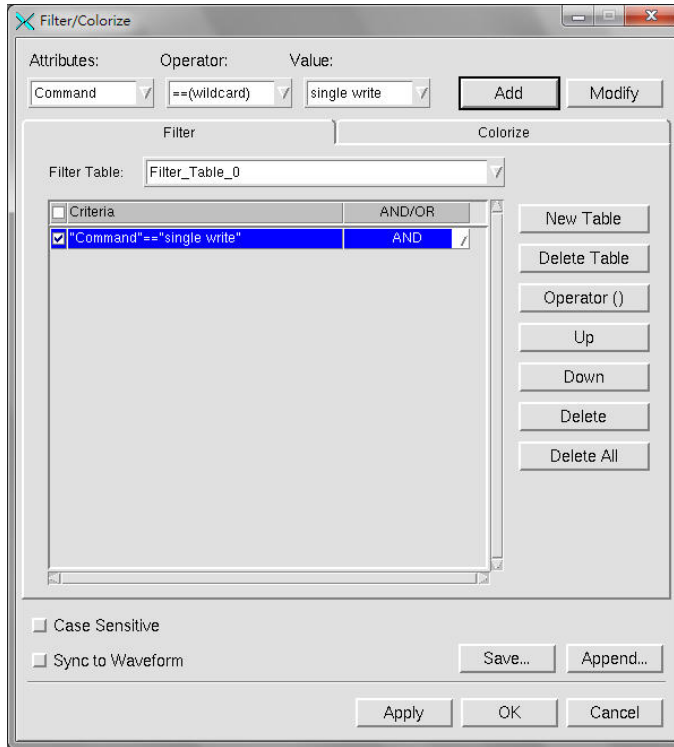 Filter/Colorize
Attributes: Operator: Value:
Command ==(wildcard) single write Add Modify
Filter Colorize
Filter Table: Filter_Table_0
Criteria AND/OR
"Command"=="single write" AND
New Table
Delete Table
Operator ()
Up
Down
Delete
Delete All
Case Sensitive
Sync to Waveform Save... Append...
Apply OK Cancel